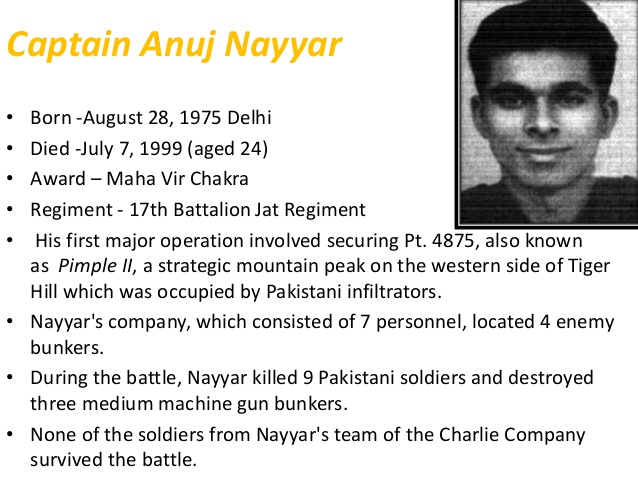 Captain Anuj Nayyar
• Born -August 28, 1975 Delhi
• Died -July 7, 1999 (aged 24)
• Award – Maha Vir Chakra
• Regiment - 17th Battalion Jat Regiment
• His first major operation involved securing Pt. 4875, also known
as Pimple II, a strategic mountain peak on the western side of Tiger
Hill which was occupied by Pakistani infiltrators.
• Nayyar's company, which consisted of 7 personnel, located 4 enemy
bunkers.
• During the battle, Nayyar killed 9 Pakistani soldiers and destroyed
three medium machine gun bunkers.
• None of the soldiers from Nayyar's team of the Charlie Company
survived the battle.